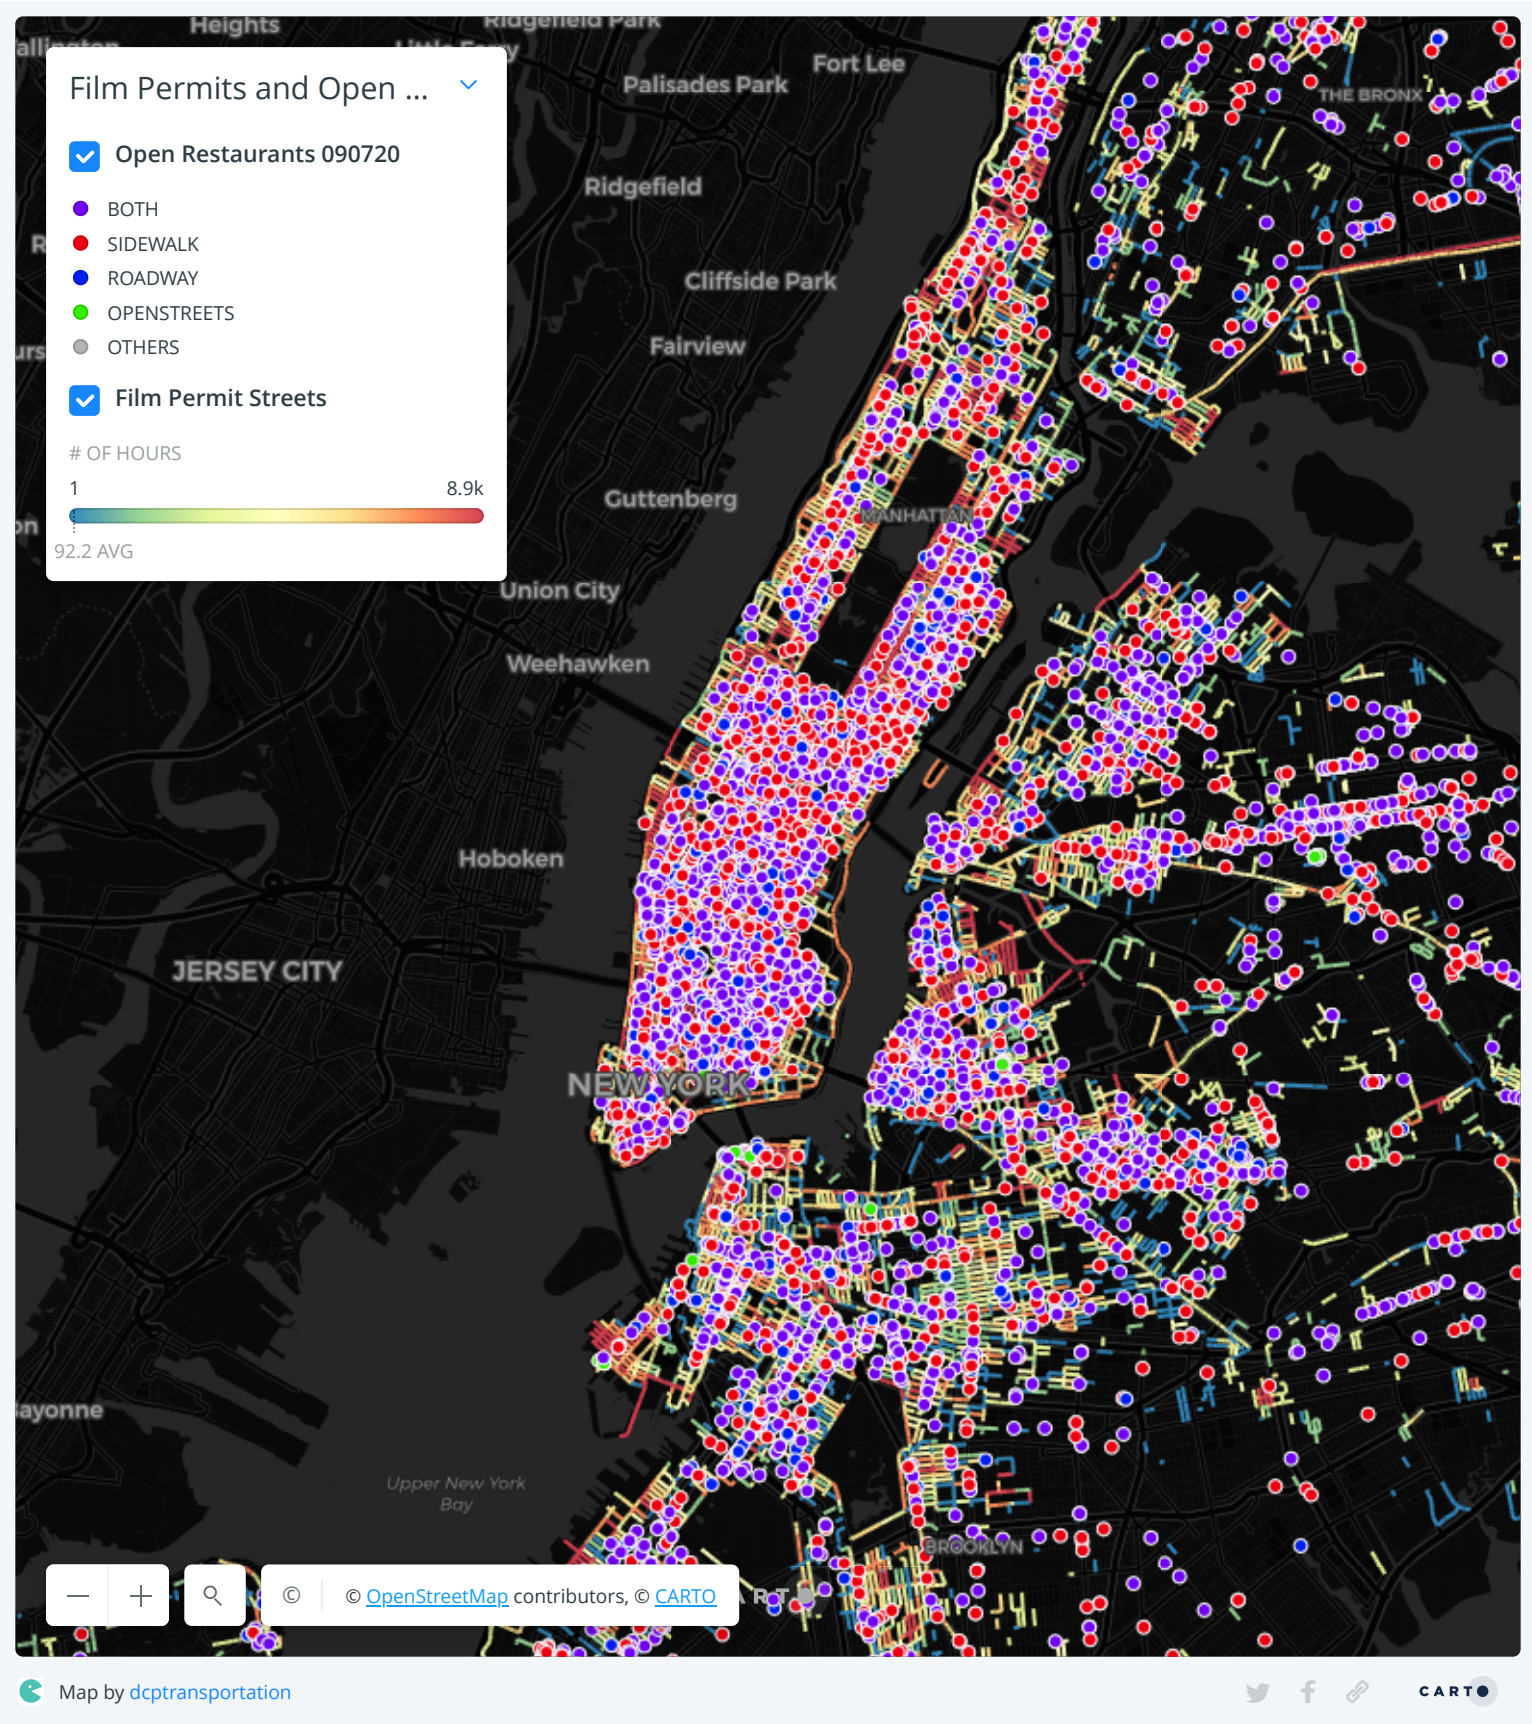 Heights
Ridgefield Park
Fort Lee
Palisades Park
THE BRONX
Film Permits and Open ...
Open Restaurants 090720
BOTH
SIDEWALK
ROADWAY
OPENSTREETS
OTHERS
Film Permit Streets
# OF HOURS
1 8.9k
92.2 AVG
Ridgefield
Cliffside Park
Fairview
Guttenberg
MANHATTAN
Union City
Weehawken
Hoboken
JERSEY CITY
NEW YORK
Upper New York
Bay
BROOKLYN
© © OpenStreetMap contributors, © CARTO
Map by dcptransportation
CARTO